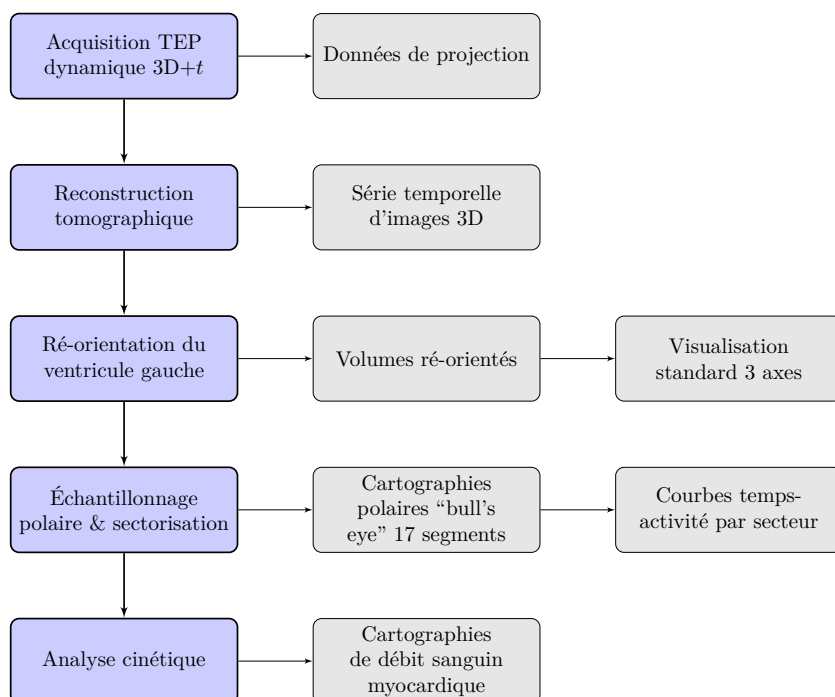 Acquisition TEP
dynamique 3D+t
Données de projection
Reconstruction
tomographique
Série temporelle
d'images 3D
Ré-orientation du
ventricule gauche
Volumes ré-orientés
Visualisation
standard 3 axes
Échantillonnage
polaire & sectorisation
Cartographies
polaires “bull's
eye” 17 segments
Courbes temps-
activité par secteur
Analyse cinétique
Cartographies
de débit sanguin
myocardique